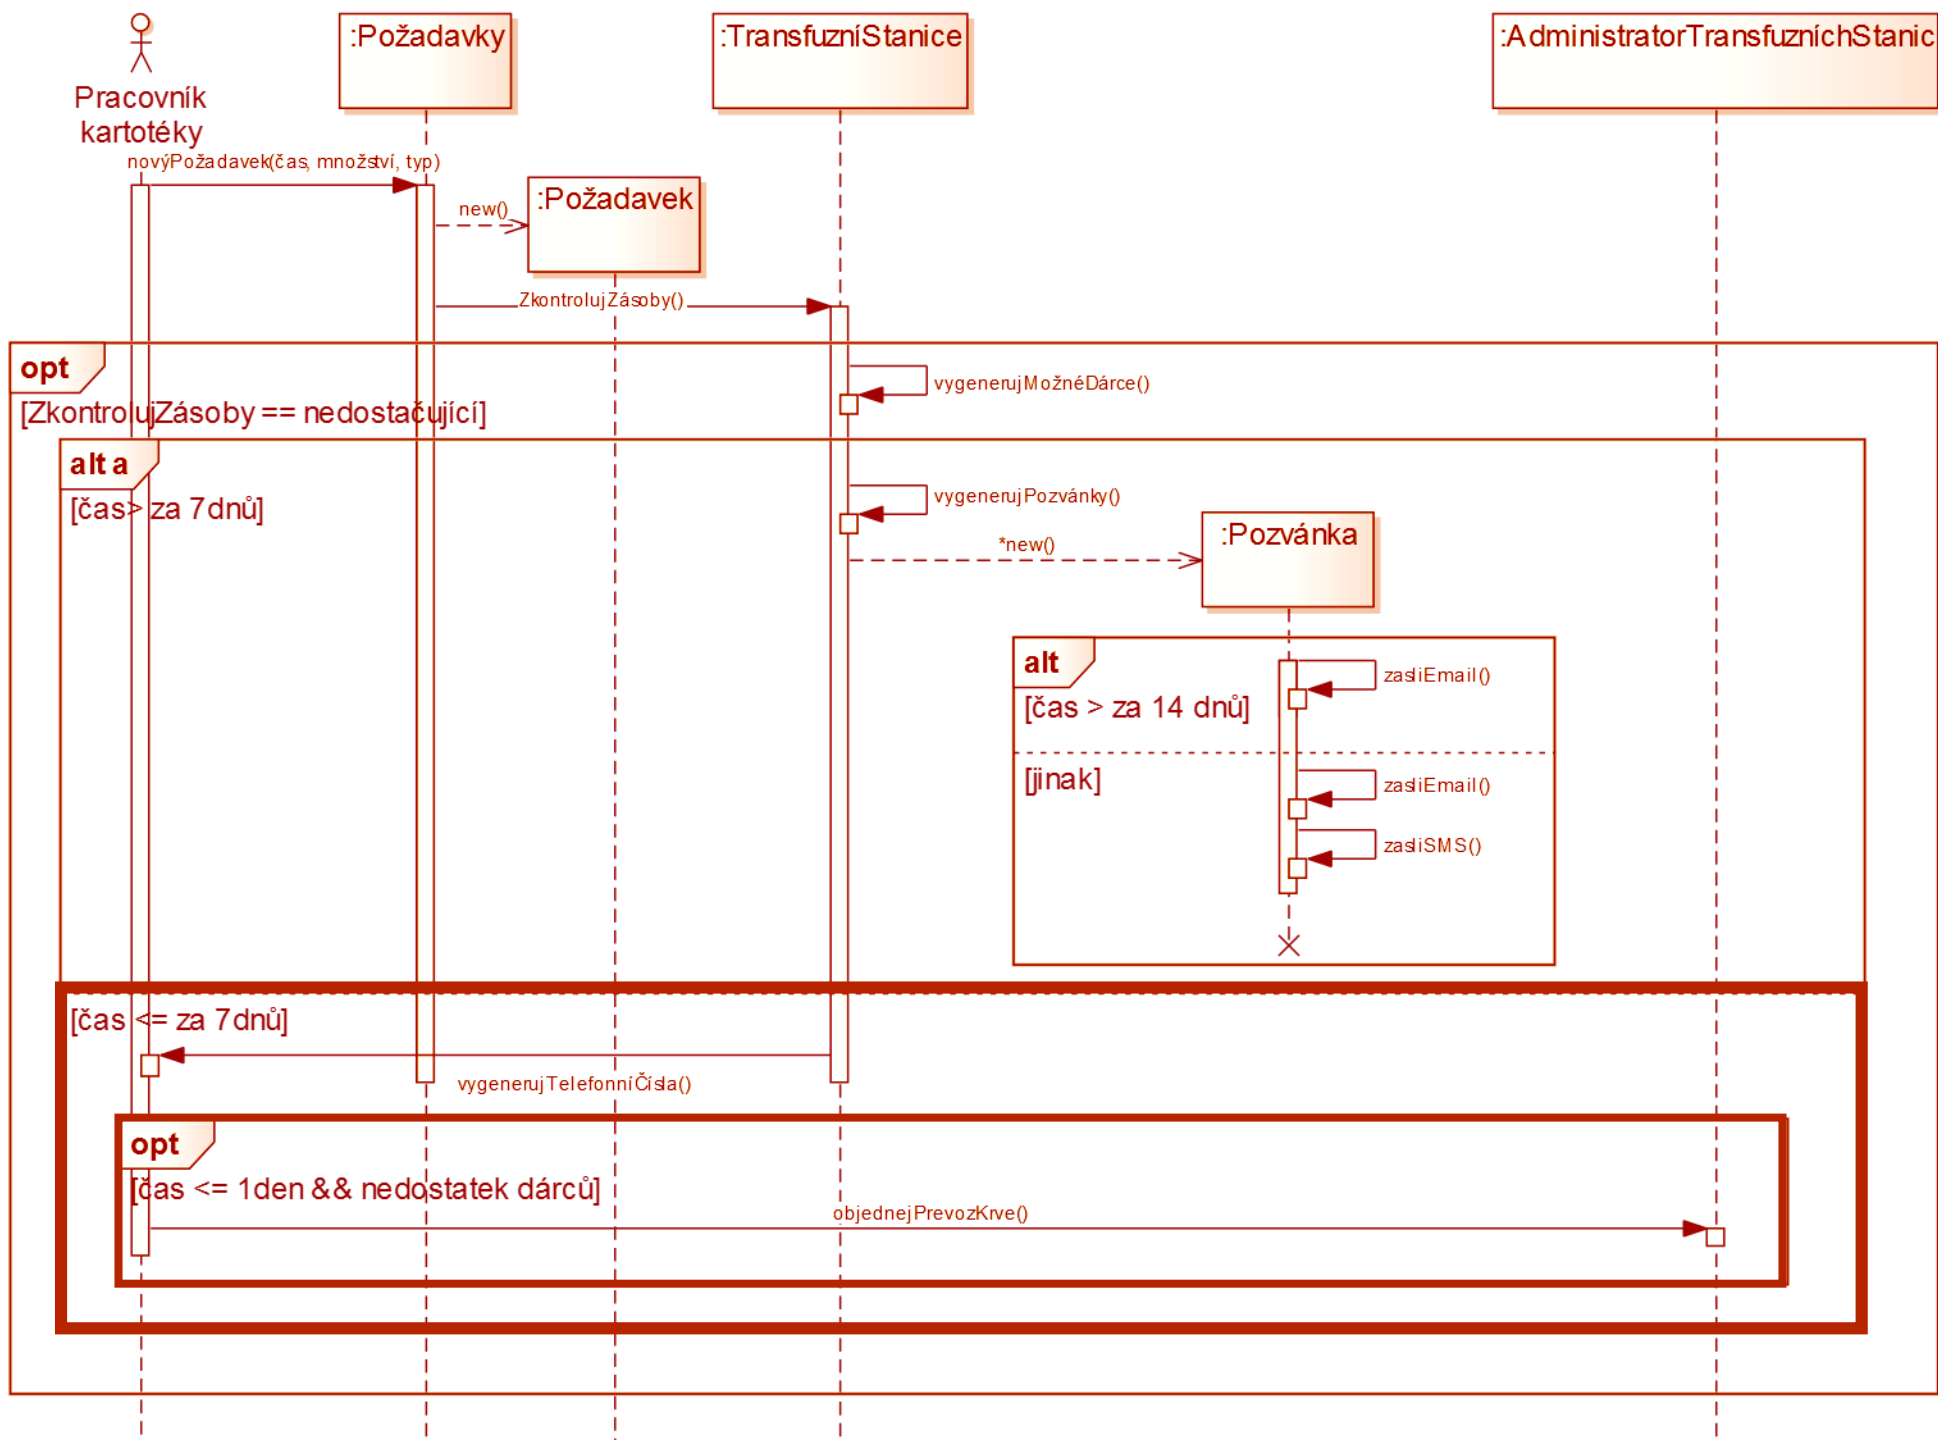 Pracovník
kartotéky
:Požadavky
:TransfuzníStanice
:AdministratorTransfuzníchStanic
novýPožadavek(čas, množství, typ)
new()
:Požadavek
ZkontrolujZásoby()
opt
[ZkontrolujZásoby == nedostačující]
vygenerujMožnéDárce()
alt a
[čas> za 7dnů]
vygenerujPozvánky()
*new()
:Pozvánka
alt
[čas > za 14 dnů]
zasliEmail()
[jinak]
zasliEmail()
zasliSMS()
[čas <= za 7dnů]
vygenerujTelefonníČísla()
opt
[čas <= 1den && nedostatek dárců]
objednejPrevozKrve()